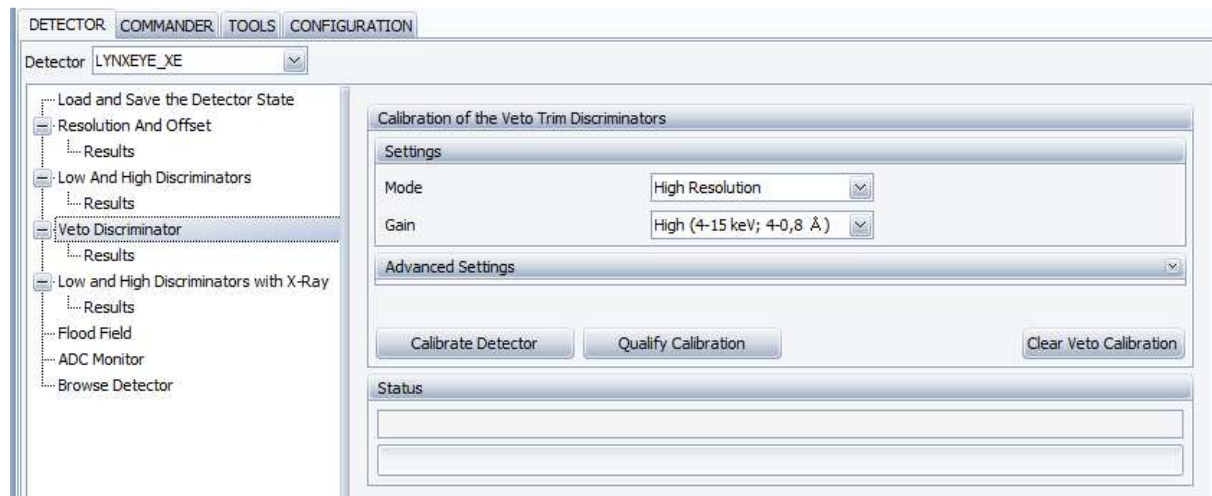 DETECTOR COMMANDER TOOLS CONFIGURATION
Detector LYNXEYE_XE
Load and Save the Detector State
Resolution And Offset
Results
Low And High Discriminators
Results
Veto Discriminator
Results
Low and High Discriminators with X-Ray
Results
Flood Field
ADC Monitor
Browse Detector
Calibration of the Veto Trim Discriminators
Settings
Mode High Resolution
Gain High (4-15 keV; 4-0,8 Å)
Advanced Settings
Calibrate Detector Qualify Calibration Clear Veto Calibration
Status